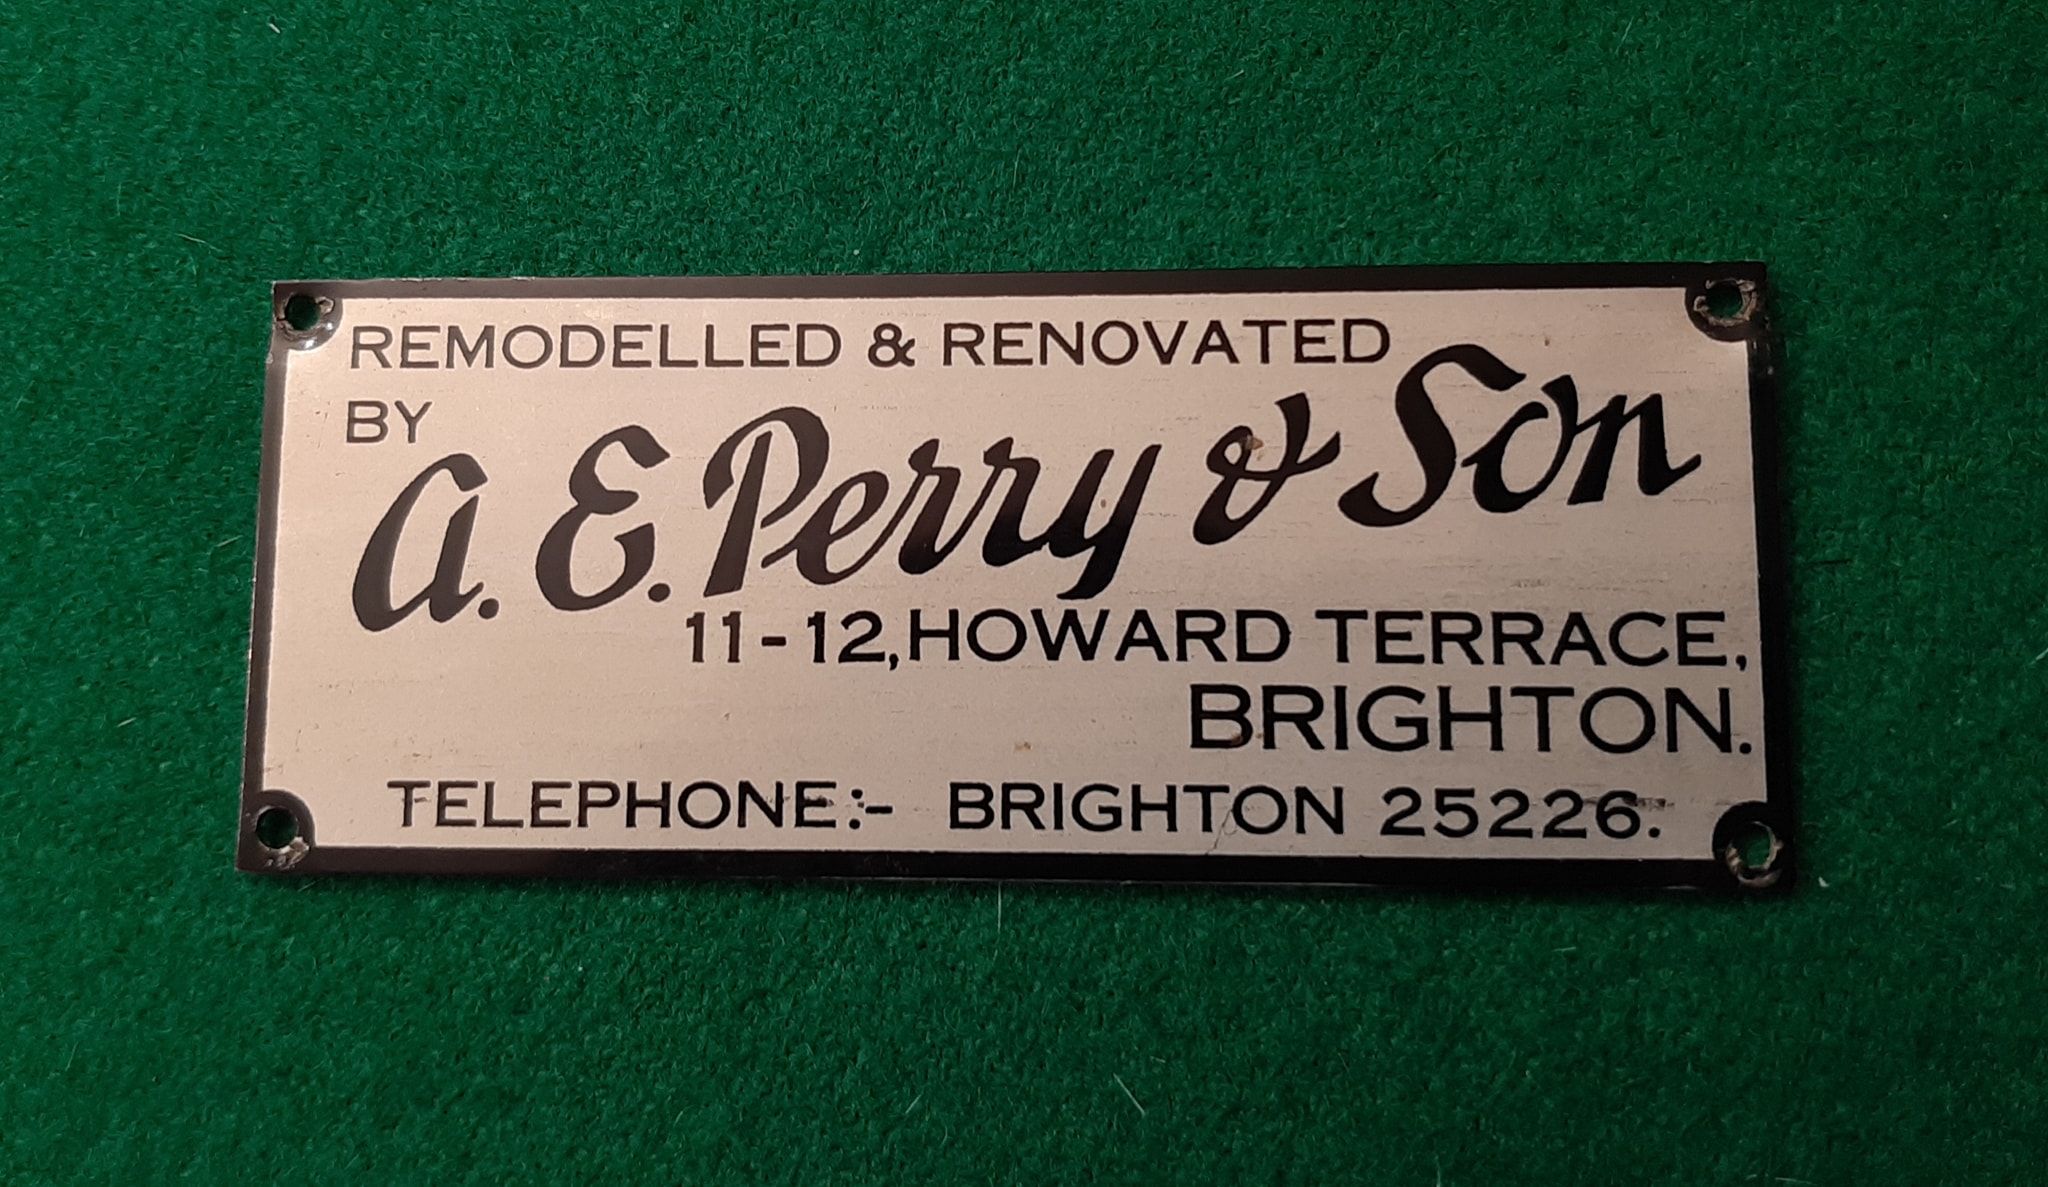 REMODELLED & RENOVATED
BY
A. E. Perry & Son
11-12, HOWARD TERRACE,
BRIGHTON.
TELEPHONE:- BRIGHTON 25226.